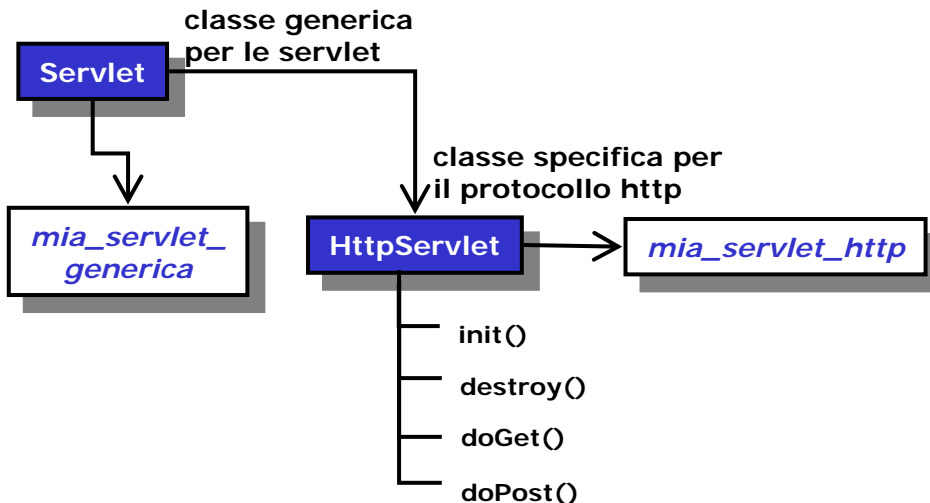 classe generica
per le servlet
Servlet
classe specifica per
il protocollo http
mia_servlet_
generica
HttpServlet
mia_servlet_http
init()
destroy()
doGet()
doPost()